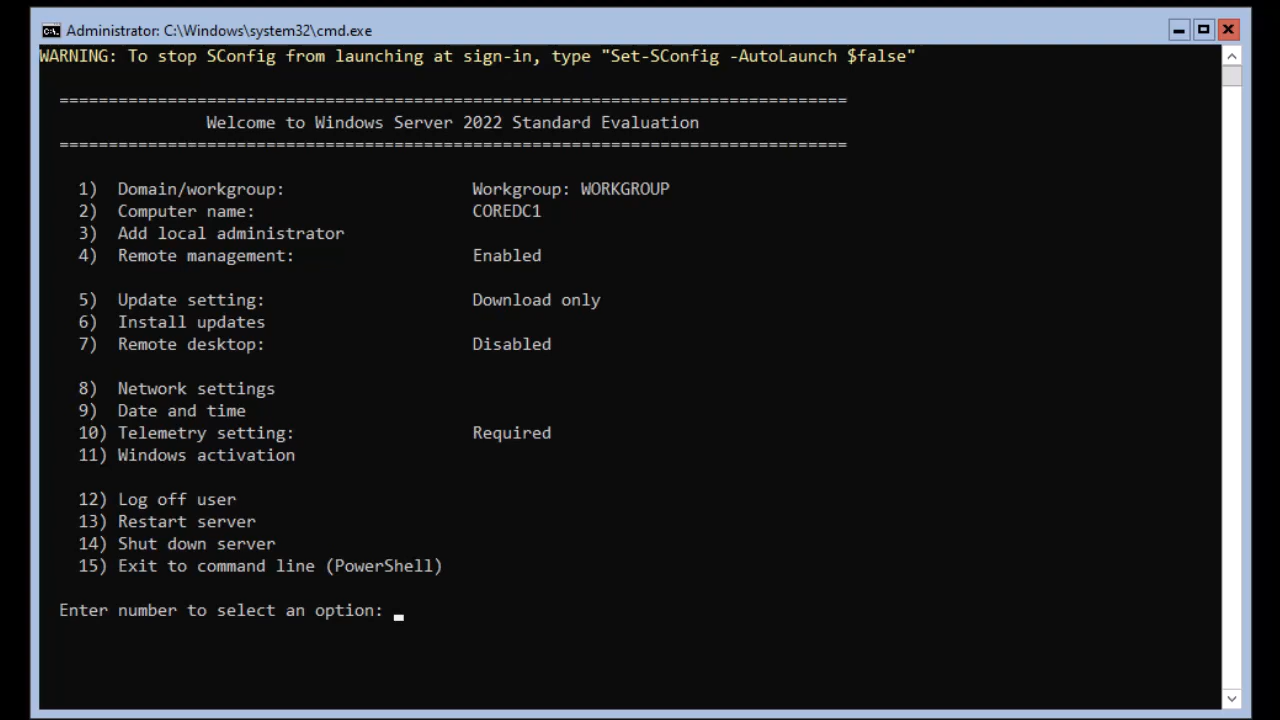 Administrator: C:\Windows\system32\cmd.exe
WARNING: To stop SConfig from launching at sign-in, type "Set-SConfig -AutoLaunch $false"
================================================================================
Welcome to Windows Server 2022 Standard Evaluation
================================================================================
1) Domain/workgroup: Workgroup: WORKGROUP
2) Computer name: COREDC1
3) Add local administrator
4) Remote management: Enabled
5) Update setting: Download only
6) Install updates
7) Remote desktop: Disabled
8) Network settings
9) Date and time
10) Telemetry setting: Required
11) Windows activation
12) Log off user
13) Restart server
14) Shut down server
15) Exit to command line (PowerShell)
Enter number to select an option: